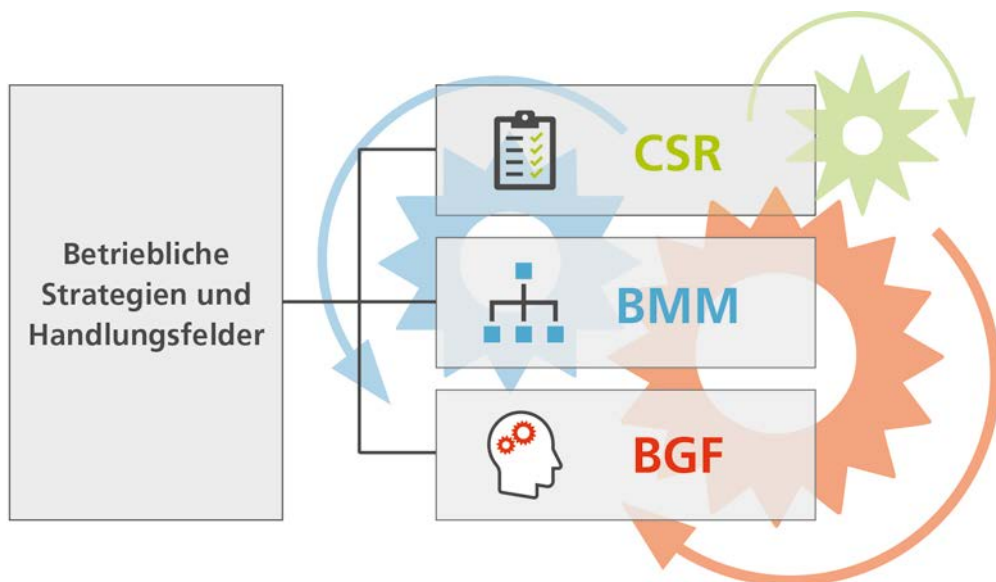 Betriebliche
Strategien und
Handlungsfelder
CSR
BMM
BGF